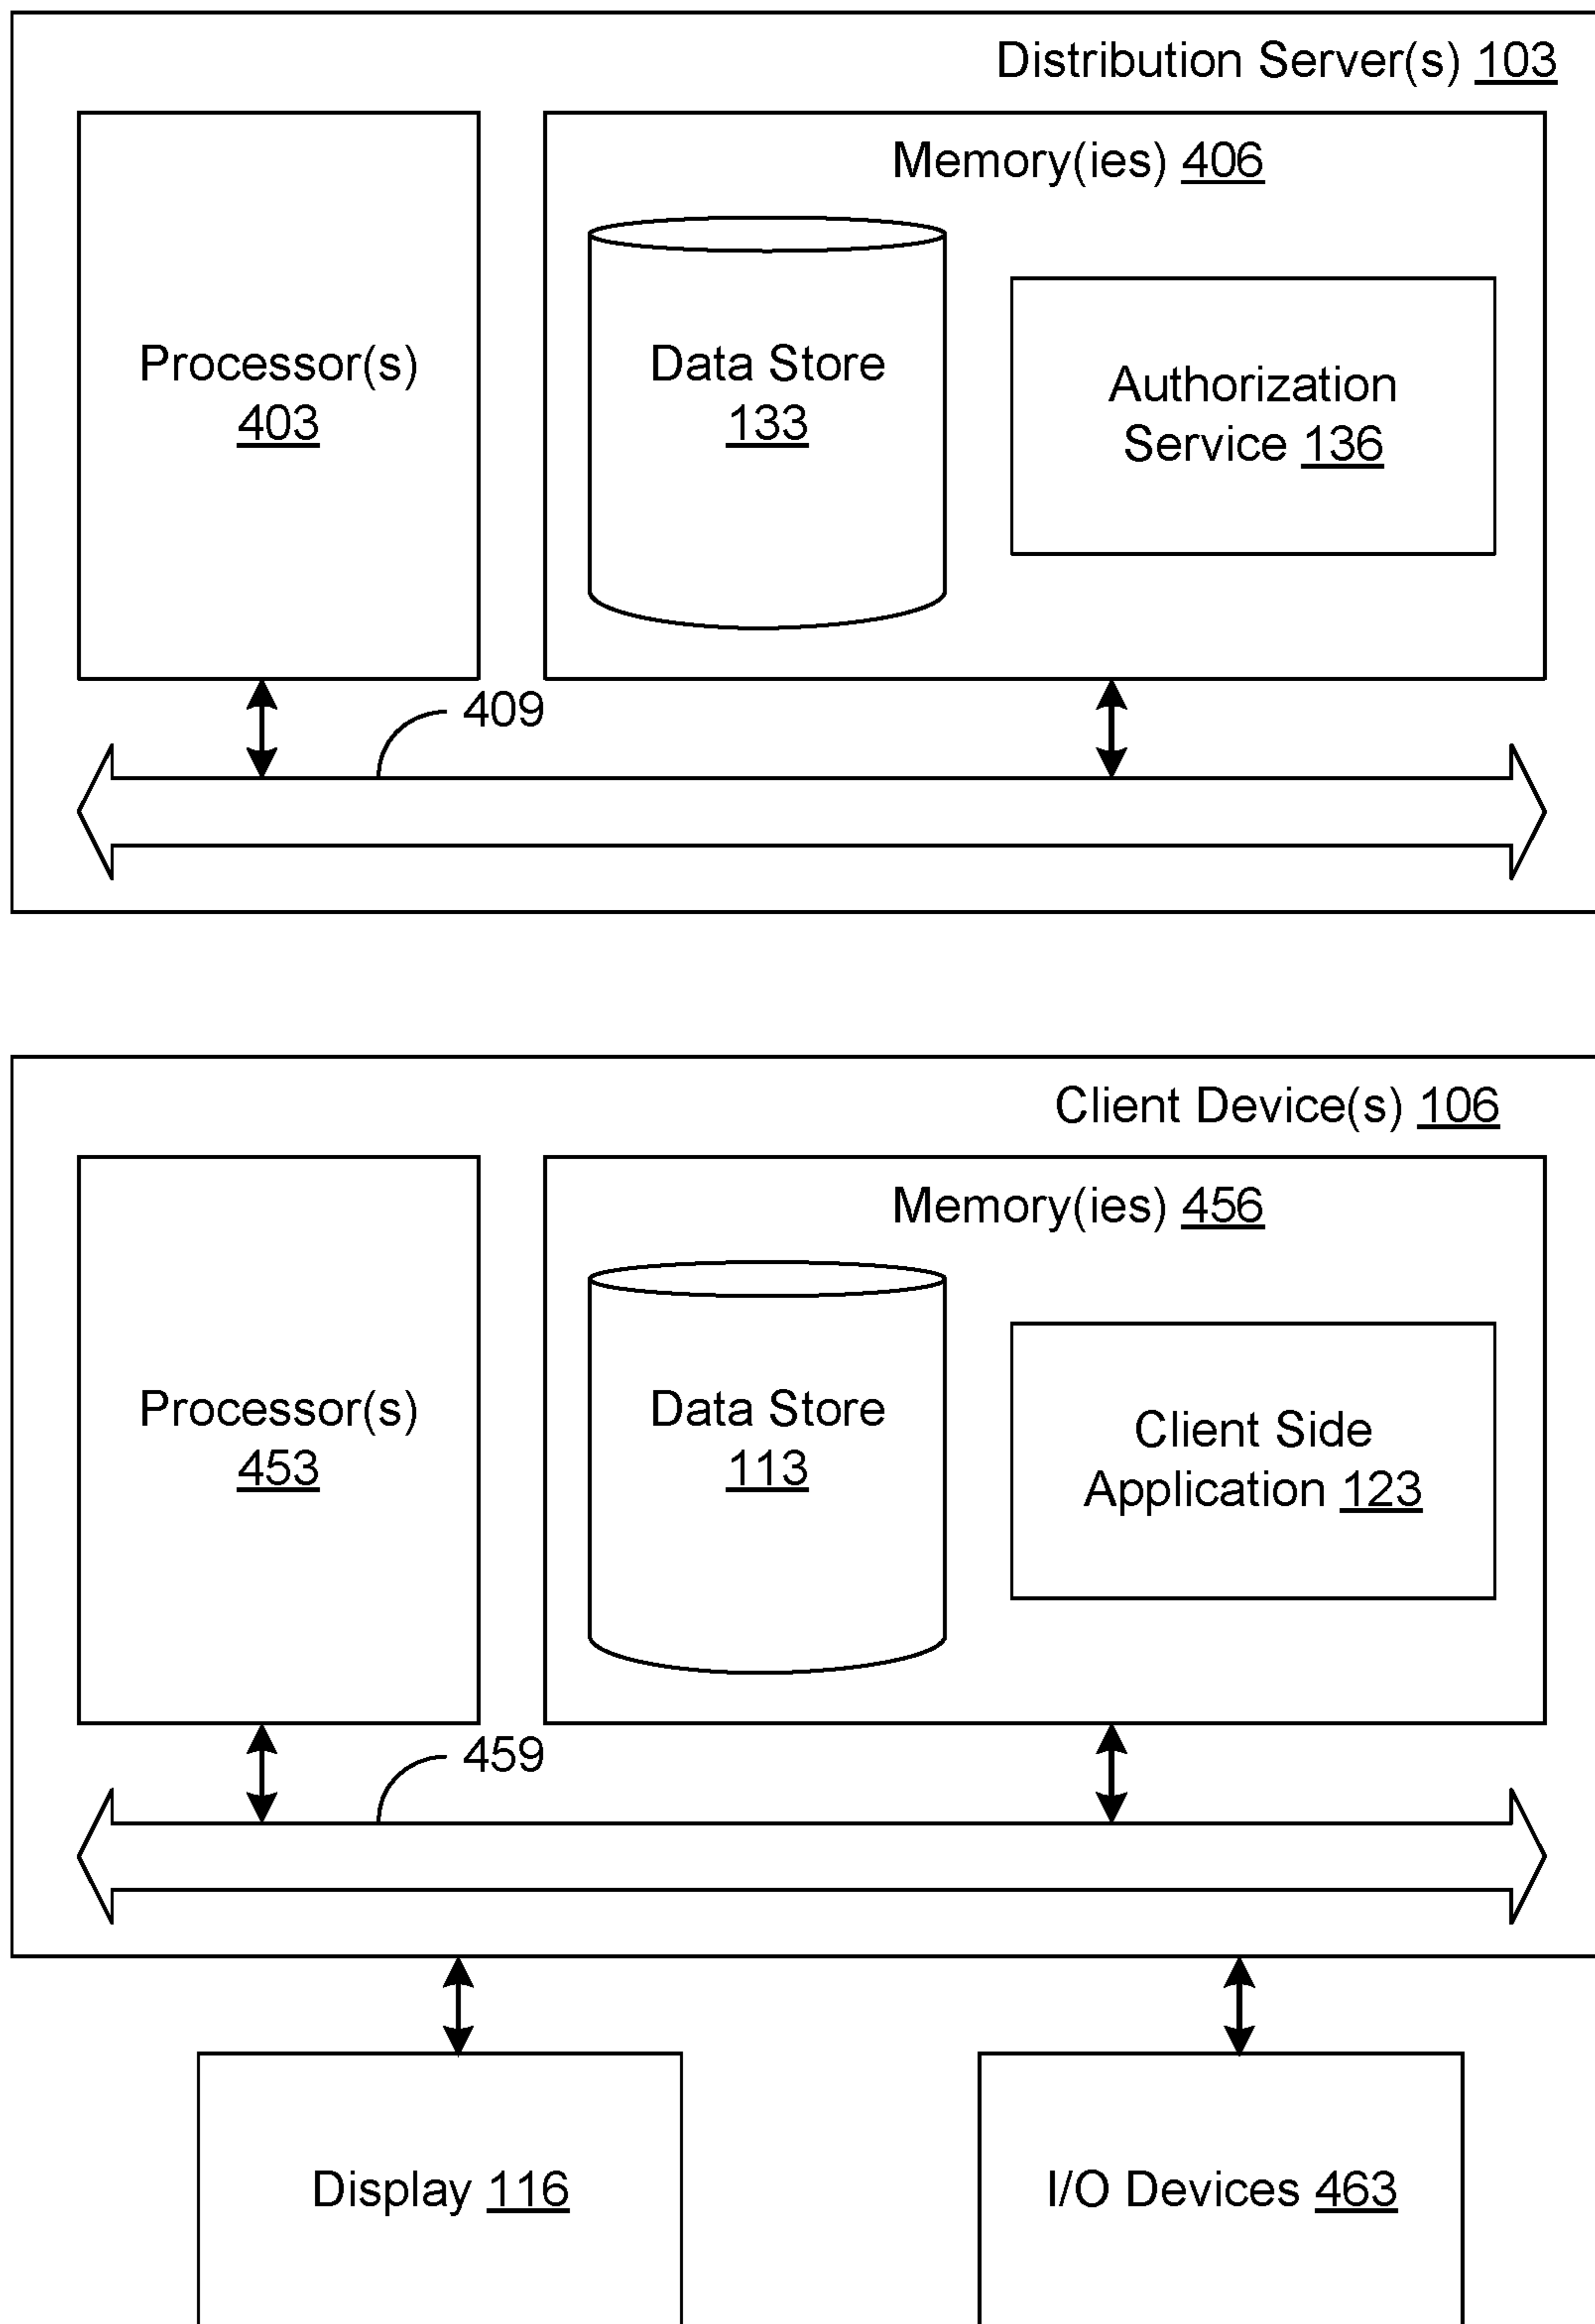 Distribution Server(s) 103
Memory(ies) 406
Processor(s)
403
Data Store
133
Authorization
Service 136
409
Client Device(s) 106
Memory(ies) 456
Processor(s)
453
Data Store
113
Client Side
Application 123
459
Display 116
I/O Devices 463